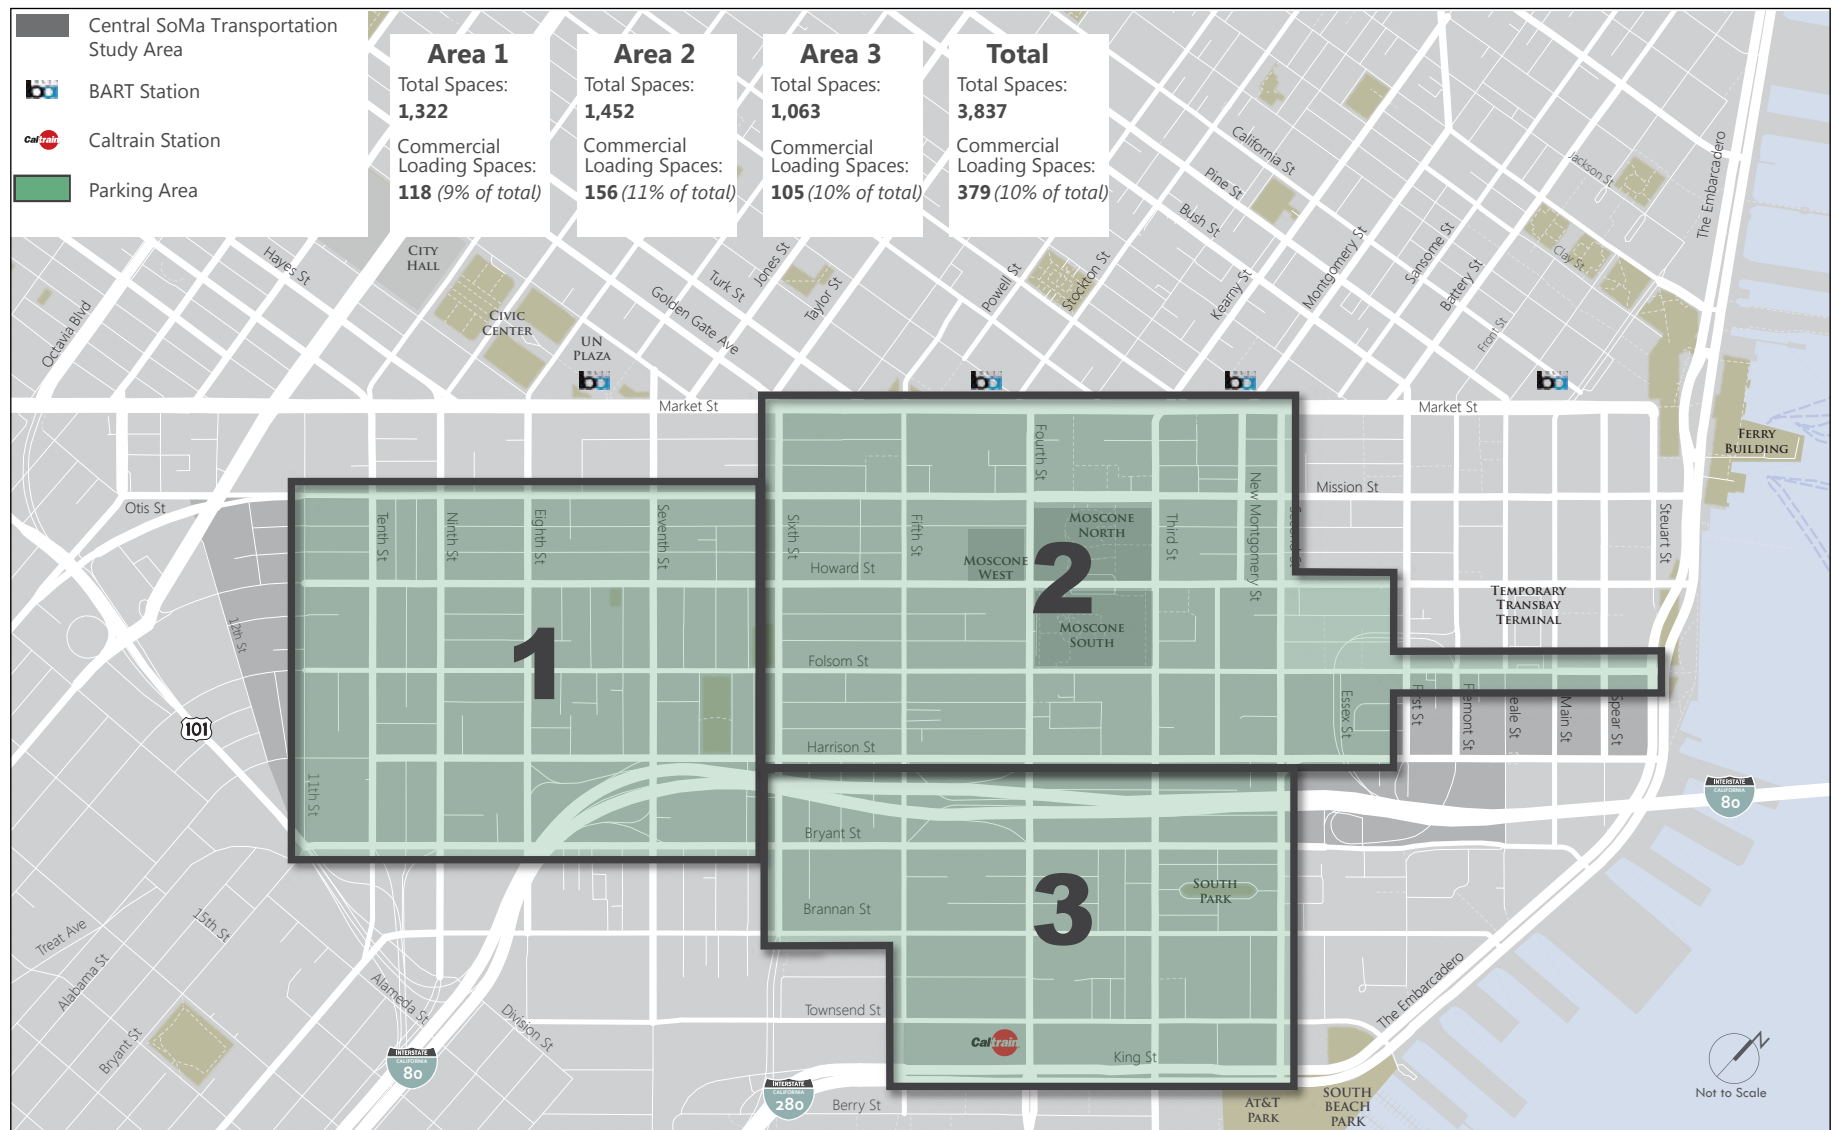 Central SoMa Transportation
Study Area
BART Station
Caltrain
Caltrain Station
Parking Area
Area 1
Total Spaces:
1,322
Commercial
Loading Spaces:
118 (9% of total)
Area 2
Total Spaces:
1,452
Commercial
Loading Spaces:
156 (11% of total)
Area 3
Total Spaces:
1,063
Commercial
Loading Spaces:
105 (10% of total)
Total
Total Spaces:
3,837
Commercial
Loading Spaces:
379 (10% of total)
California St
Pine St
Bush St
Jackson St
The Embarcadero
Clay St
Hayes St
CITY
HALL
Octavia Blvd
CIVIC
CENTER
UN
PLAZA
Turk St
Jones St
Golden Gate Ave
Taylor St
Powell St
Stockton St
Kearny St
Montgomery St
Sansome St
Battery St
Front St
Market St
Market St
FERRY
BUILDING
Otis St
Mission St
Tenth St
Ninth St
Eighth St
Seventh St
Sixth St
Fifth St
Fourth St
Third St
New Montgomery St
Second St
Steuart St
MOSCONE
NORTH
MOSCONE
WEST
2
MOSCONE
SOUTH
Howard St
TEMPORARY
TRANSBAY
TERMINAL
12th St
1
Folsom St
Essex St
First St
Fremont St
Beale St
Main St
Spear St
101
Harrison St
11th St
INTERSTATE
CALIFORNIA
80
Bryant St
SOUTH
PARK
Brannan St
3
Treat Ave
15th St
Alabama St
Alameda St
Bryant St
Division St
Townsend St
The Embarcadero
Caltrain
King St
INTERSTATE
CALIFORNIA
80
INTERSTATE
CALIFORNIA
280
Berry St
AT&T
PARK
SOUTH
BEACH
PARK
N
Not to Scale